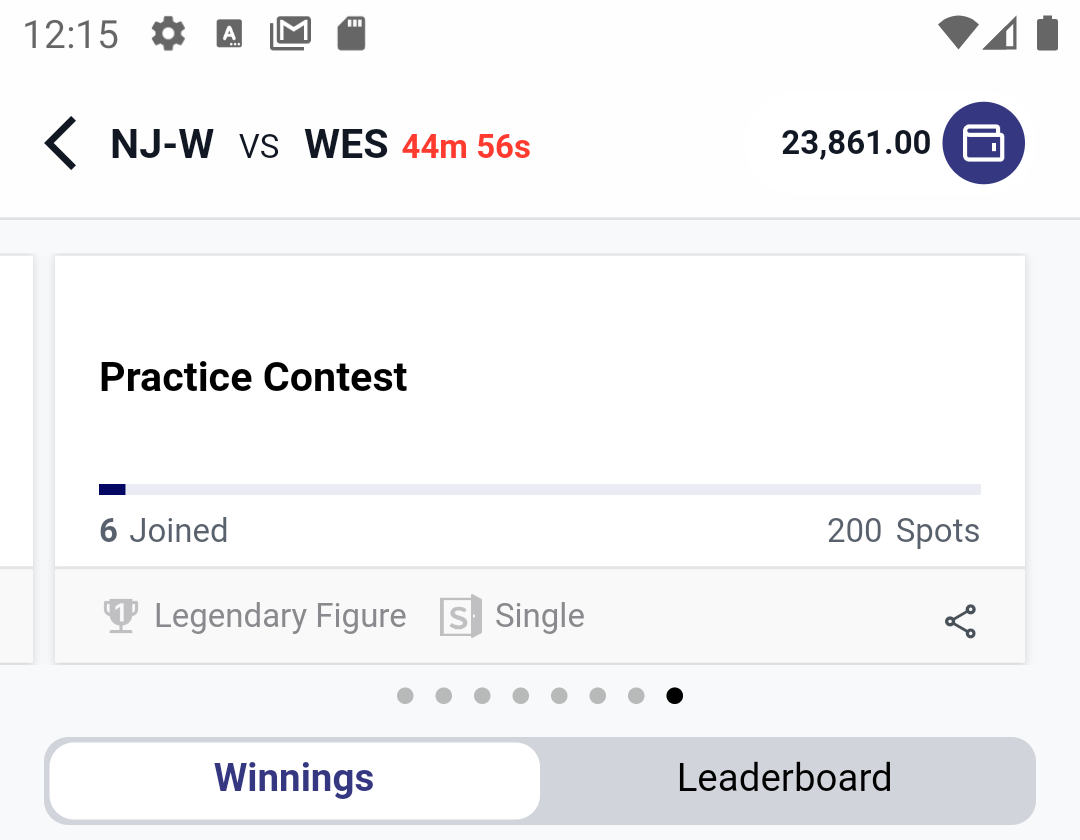 12:15
NJ-W VS WES 44m 56s 23,861.00
Practice Contest
6 Joined 200 Spots
1 Legendary Figure S Single
Winnings Leaderboard